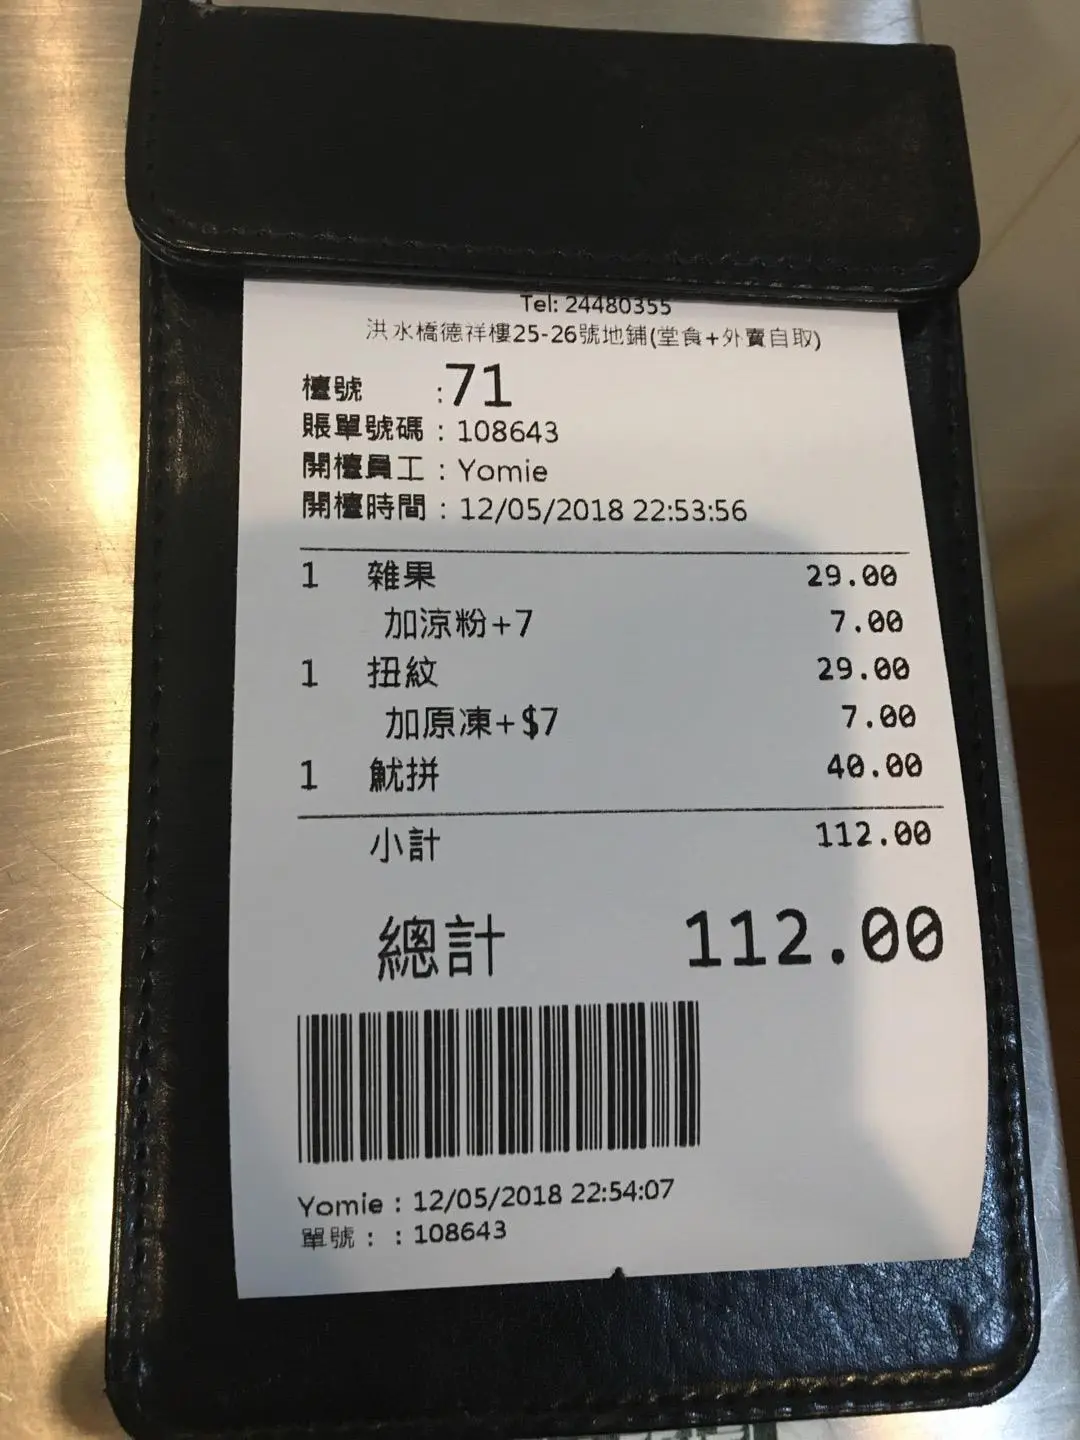 Tel: 24480355
洪水橋德祥樓25-26號地鋪(堂食+外賣自取)
檯號 :71
賬單號碼 : 108643
開檯員工 : Yomie
開檯時間 : 12/05/2018 22:53:56
1 雜果 29.00
加涼粉+7 7.00
1 扭紋 29.00
加原凍+$7 7.00
1 魷拼 40.00
小計 112.00
總計 112.00
Yomie : 12/05/2018 22:54:07
單號 : : 108643